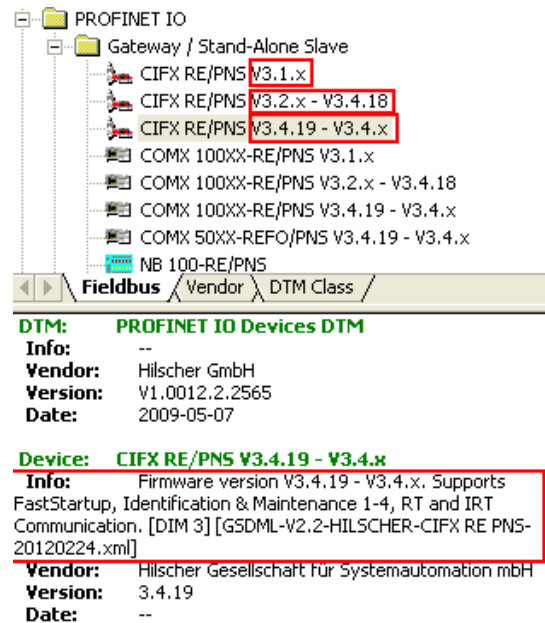 PROFINET IO
Gateway / Stand-Alone Slave
CIFX RE/PNS V3.1.x
CIFX RE/PNS V3.2.x - V3.4.18
CIFX RE/PNS V3.4.19 - V3.4.x
COMX 100XX-RE/PNS V3.1.x
COMX 100XX-RE/PNS V3.2.x - V3.4.18
COMX 100XX-RE/PNS V3.4.19 - V3.4.x
COMX 50XX-REFO/PNS V3.4.19 - V3.4.x
NB 100-RE/PNS
Fieldbus Vendor DTM Class
DTM: PROFINET IO Devices DTM
Info: --
Vendor: Hilscher GmbH
Version: V1.0012.2.2565
Date: 2009-05-07
Device: CIFX RE/PNS V3.4.19 - V3.4.x
Info: Firmware version V3.4.19 - V3.4.x. Supports
FastStartup, Identification & Maintenance 1-4, RT and IRT
Communication. [DIM 3] [GSDML-V2.2-HILSCHER-CIFX RE PNS-
20120224.xml]
Vendor: Hilscher Gesellschaft für Systemautomation mbH
Version: 3.4.19
Date: --